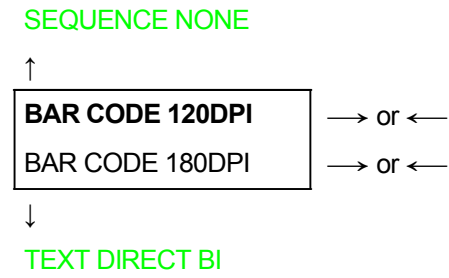 SEQUENCE NONE
↑
BAR CODE 120DPI → or ←
BAR CODE 180DPI → or ←
↓
TEXT DIRECT BI